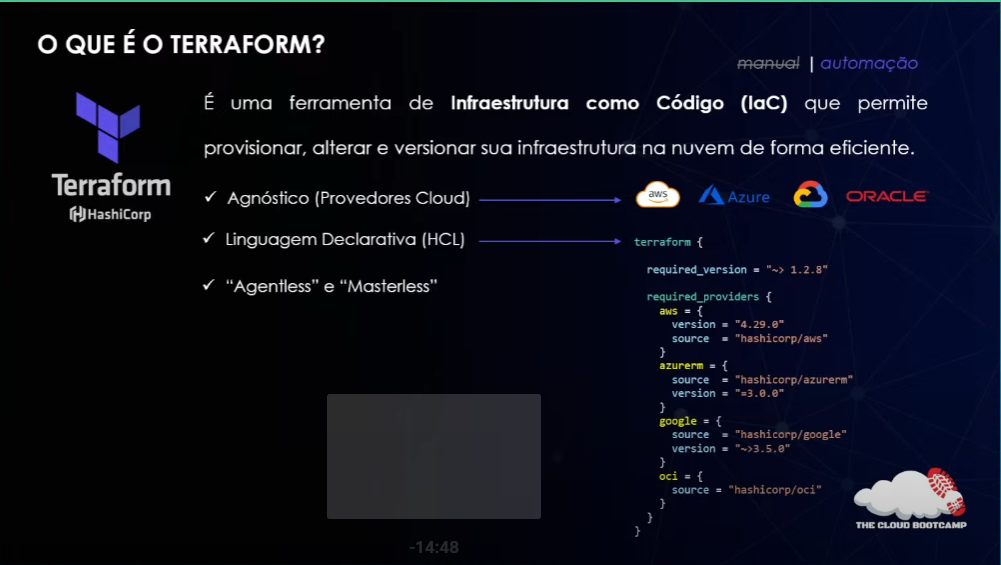 O QUE É O TERRAFORM?
manual | automação
É uma ferramenta de Infraestrutura como Código (IaC) que permite
provisionar, alterar e versionar sua infraestrutura na nuvem de forma eficiente.
Terraform
HashiCorp
✓ Agnóstico (Provedores Cloud)
aws
Azure
ORACLE
✓ Linguagem Declarativa (HCL)
✓ "Agentless" e "Masterless"
terraform {
required_version = "~> 1.2.8"
required_providers {
aws = {
version = "4.29.0"
source = "hashicorp/aws"
}
azurerm = {
source = "hashicorp/azurerm"
version = "=3.0.0"
}
google = {
source = "hashicorp/google"
version = "~>3.5.0"
}
oci = {
source = "hashicorp/oci"
}
}
}
THE CLOUD BOOTCAMP
-14:48